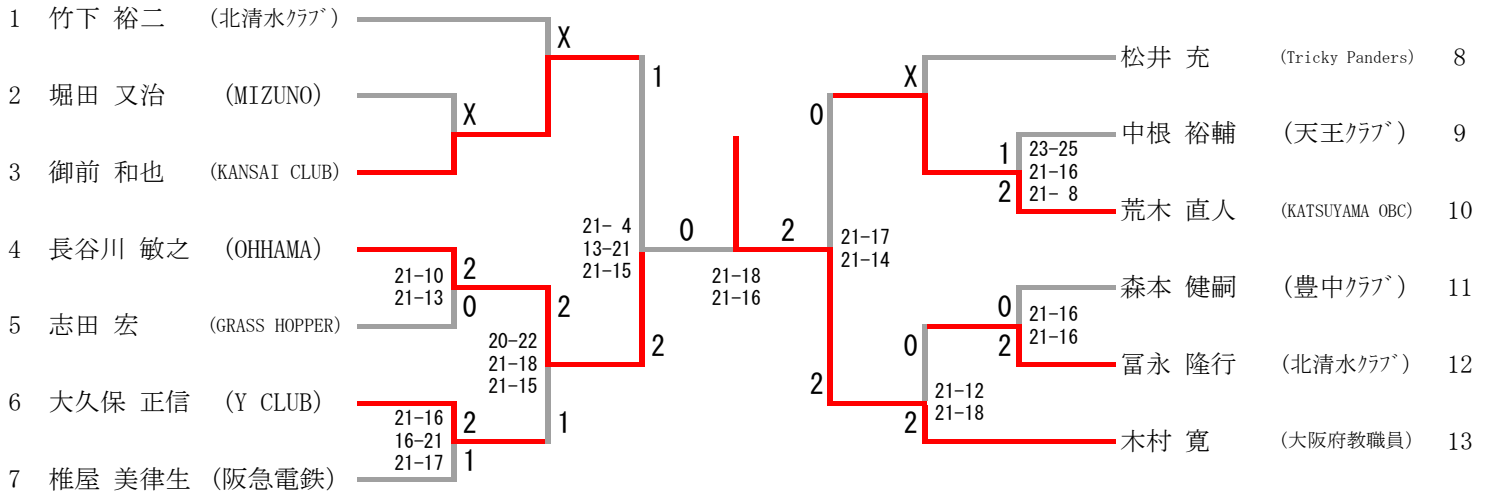 1 竹下 裕二 (北清水ｸﾗﾌﾞ)
X
2 堀田 又治 (MIZUNO)
X
3 御前 和也 (KANSAI CLUB)
1
4 長谷川 敏之 (OHHAMA)
21-10
21-13
2
0
5 志田 宏 (GRASS HOPPER)
20-22
21-18
21-15
2
1
6 大久保 正信 (Y CLUB)
21-16
16-21
21-17
2
1
7 椎屋 美律生 (阪急電鉄)
21- 4
13-21
21-15
2
0
2
21-18
21-16
松井 充 (Tricky Panders) 8
X
0
中根 裕輔 (天王ｸﾗﾌﾞ) 9
1
2
23-25
21-16
21- 8
荒木 直人 (KATSUYAMA OBC) 10
21-17
21-14
森本 健嗣 (豊中ｸﾗﾌﾞ) 11
0
2
21-16
21-16
冨永 隆行 (北清水ｸﾗﾌﾞ) 12
0
2
21-12
21-18
2
木村 寛 (大阪府教職員) 13